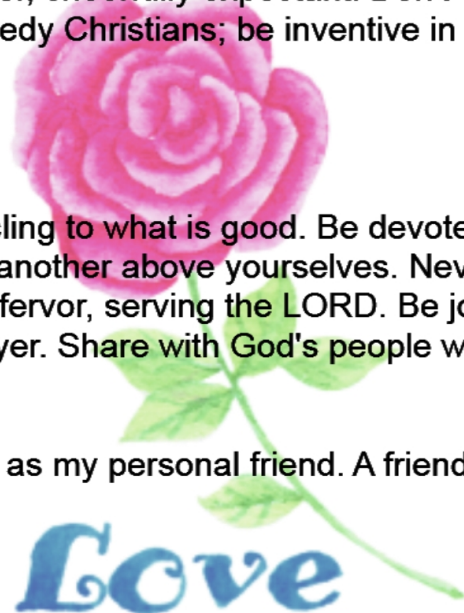 edy Christians; be inventive in
cling to what is good. Be devote
another above yourselves. Nev
fervor, serving the LORD. Be jo
yer. Share with God's people w
as my personal friend. A friend
Love